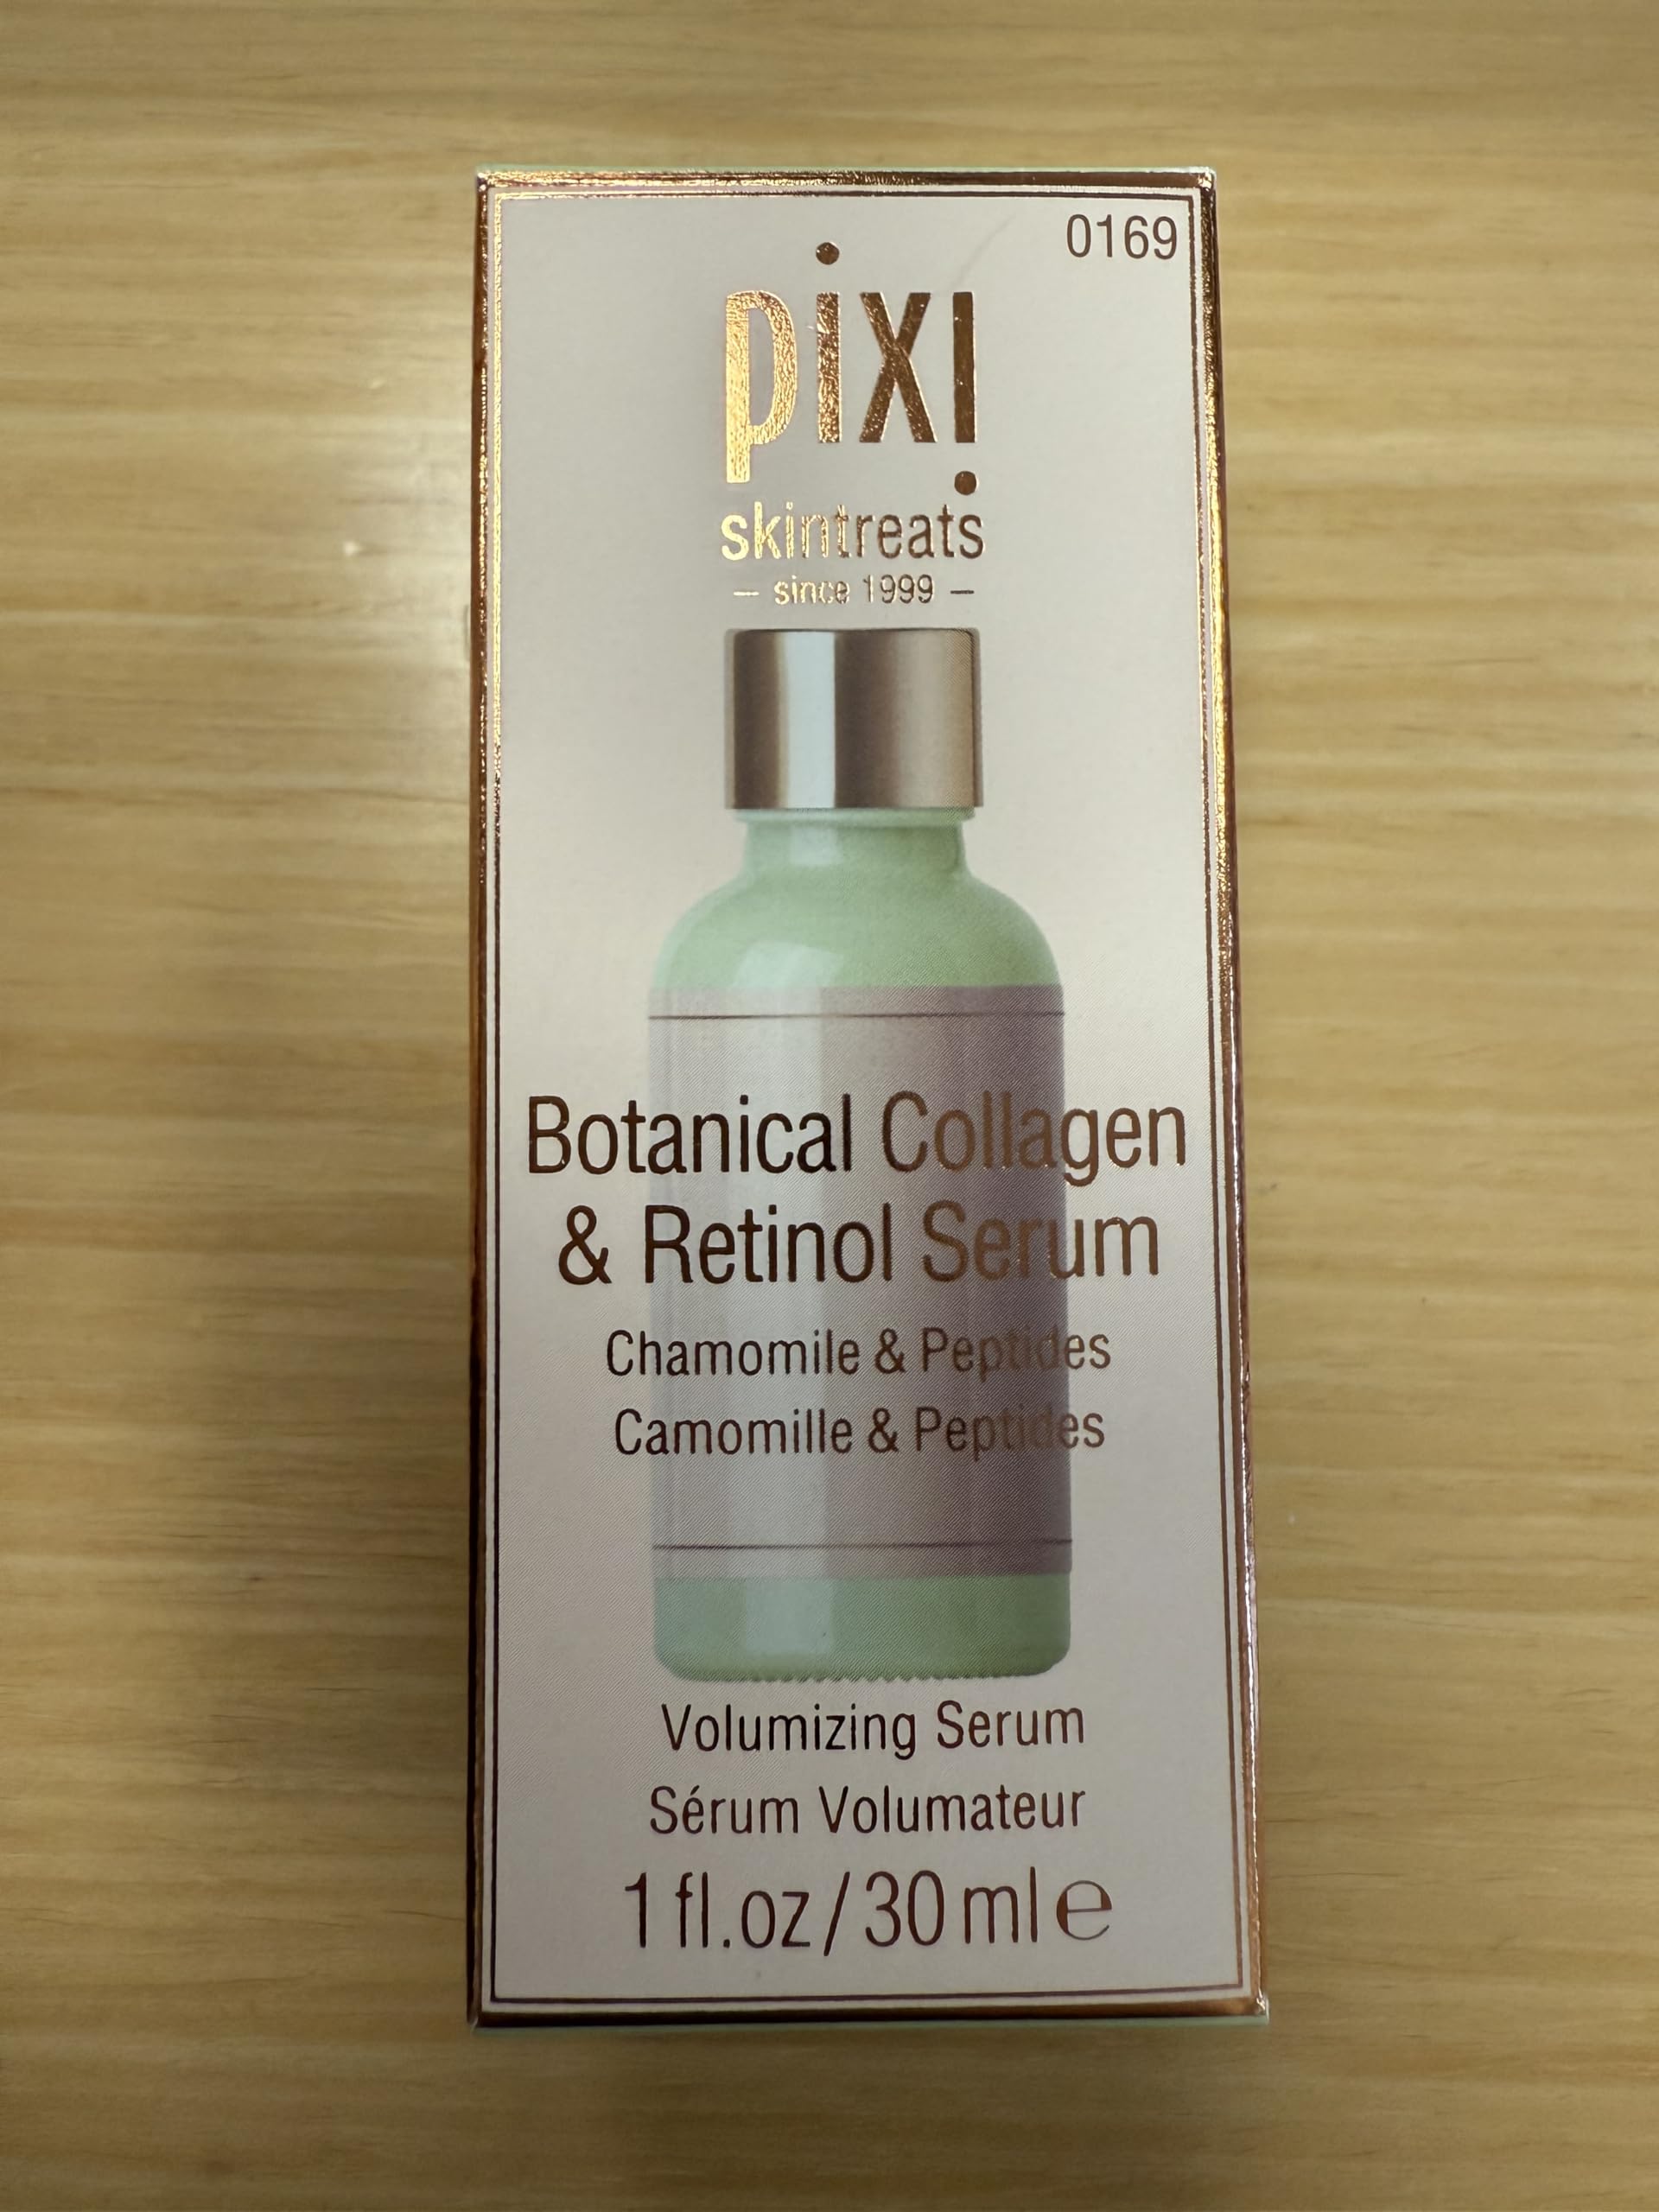 0169
pixi
skintreats
– since 1999 –
Botanical Collagen
& Retinol Serum
Chamomile & Peptides
Camomille & Peptides
Volumizing Serum
Sérum Volumateur
1 fl.oz/30 ml ℮